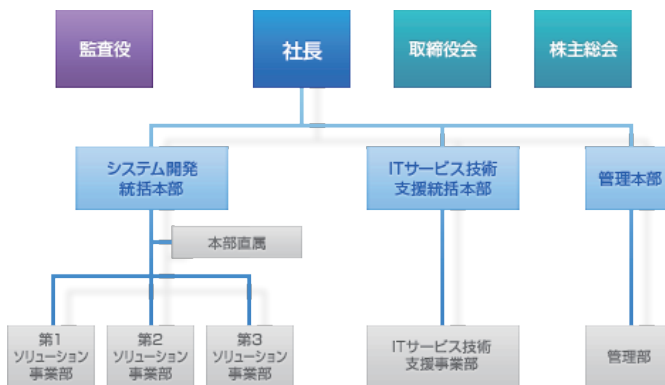 監査役
社長
取締役会
株主総会
システム開発
統括本部
ITサービス技術
支援統括本部
管理本部
本部直属
第1
ソリューション
事業部
第2
ソリューション
事業部
第3
ソリューション
事業部
ITサービス技術
支援事業部
管理部